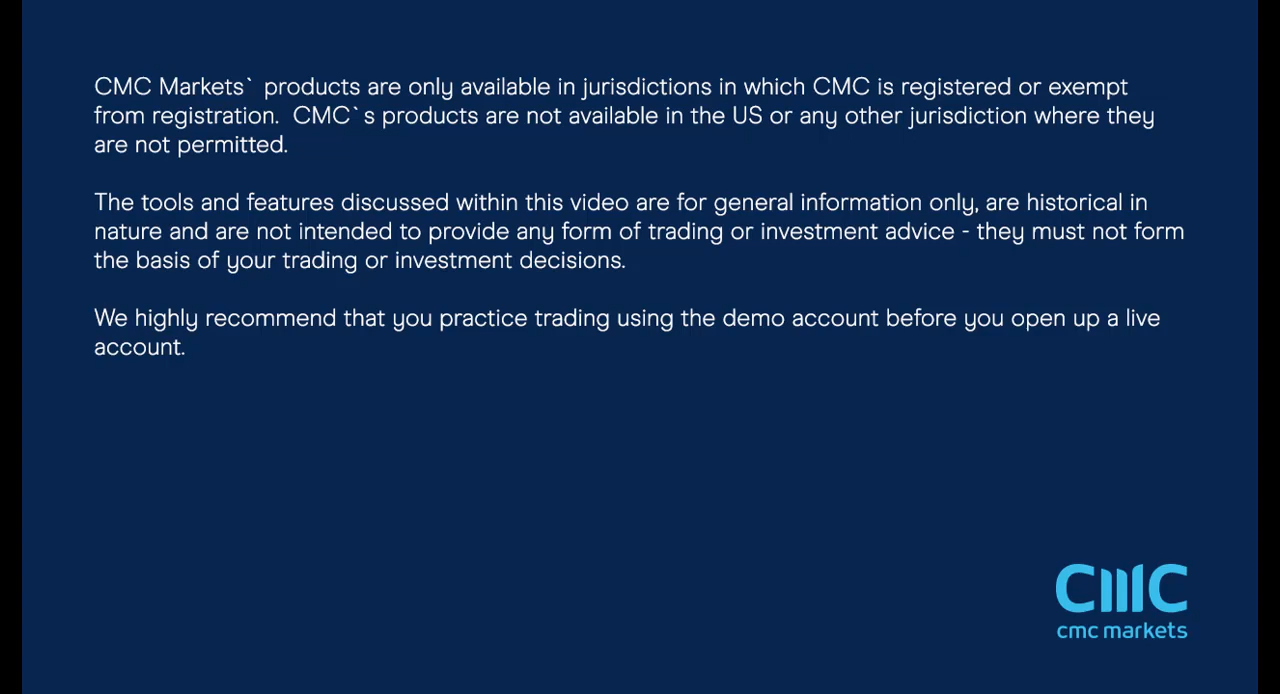 CMC Markets` products are only available in jurisdictions in which CMC is registered or exempt
from registration.  CMC`s products are not available in the US or any other jurisdiction where they
are not permitted.
The tools and features discussed within this video are for general information only, are historical in
nature and are not intended to provide any form of trading or investment advice - they must not form
the basis of your trading or investment decisions.
We highly recommend that you practice trading using the demo account before you open up a live
account.
CMC
cmc markets